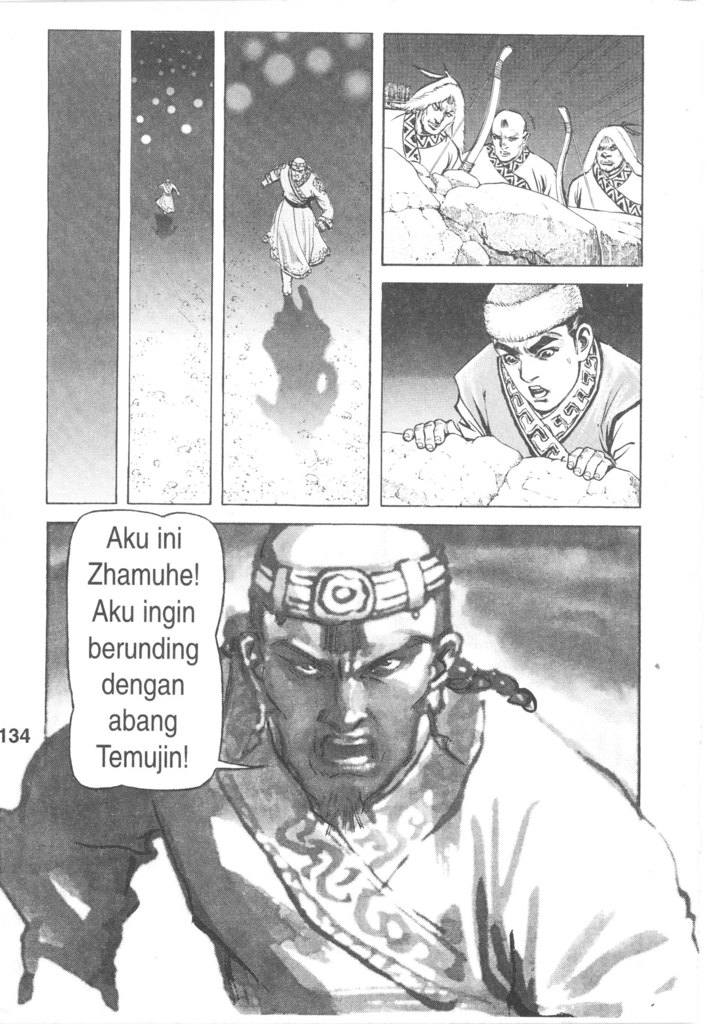 Aku ini
Zhamuhe!
Aku ingin
berunding
dengan
abang
Temujin!
134